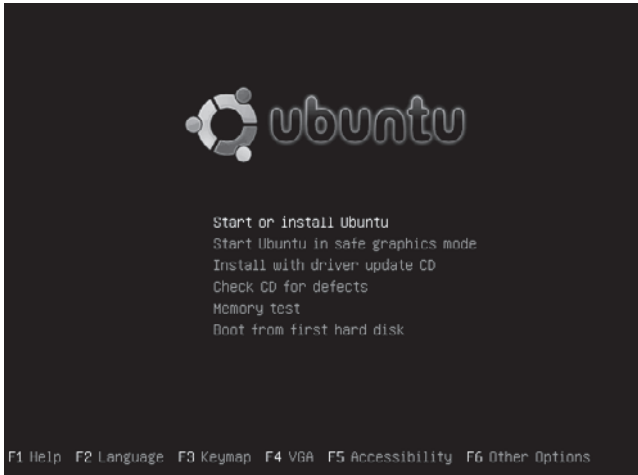 ubuntu
Start or install Ubuntu
Start Ubuntu in safe graphics mode
Install with driver update CD
Check CD for defects
Memory test
Boot from first hard disk
F1 Help F2 Language F3 Keymap F4 VGA F5 Accessibility F6 Other Options